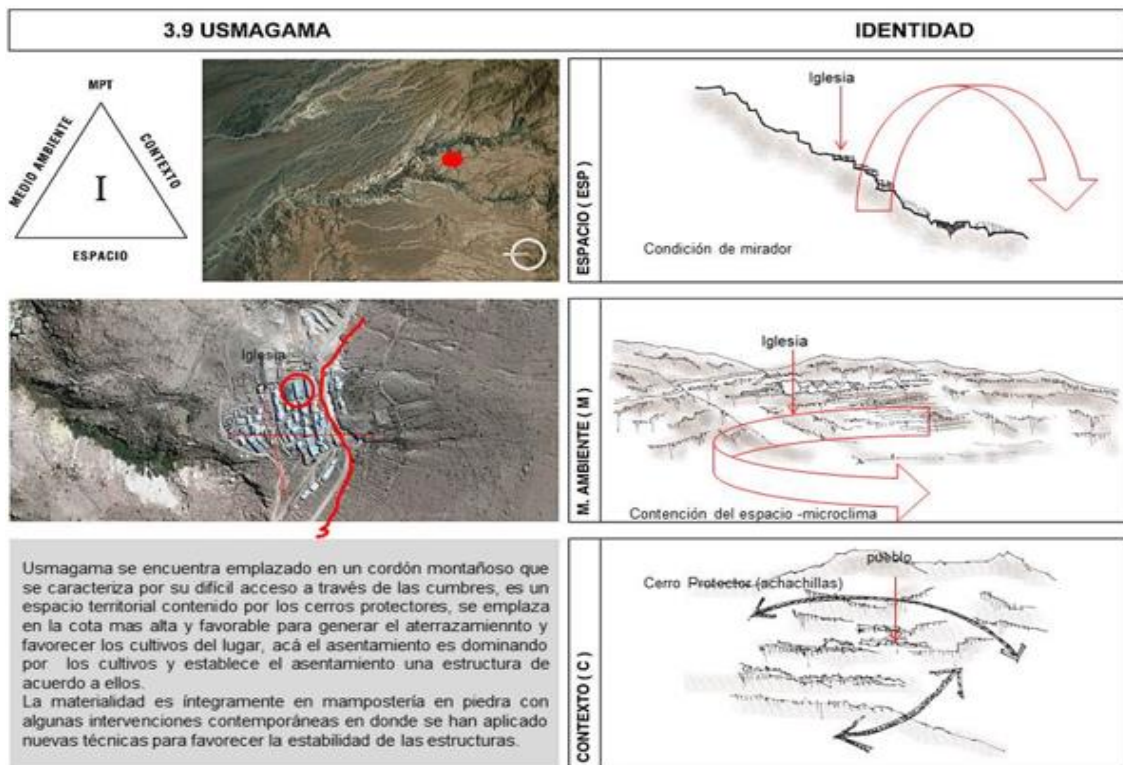 3.9 USMAGAMA
IDENTIDAD
MPT
MEDIO AMBIENTE
CONTEXTO
I
ESPACIO
Iglesia
Usmagama se encuentra emplazado en un cordón montañoso que
se caracteriza por su difícil acceso a través de las cumbres, es un
espacio territorial contenido por los cerros protectores, se emplaza
en la cota mas alta y favorable para generar el aterrazamiennto y
favorecer los cultivos del lugar, acá el asentamiento es dominando
por los cultivos y establece el asentamiento una estructura de
acuerdo a ellos.
La materialidad es íntegramente en mampostería en piedra con
algunas intervenciones contemporáneas en donde se han aplicado
nuevas técnicas para favorecer la estabilidad de las estructuras.
ESPACIO ( ESP )
Iglesia
Condición de mirador
M. AMBIENTE ( M )
Iglesia
Contención del espacio -microclima
CONTEXTO ( C )
pueblo
Cerro Protector (achachillas)